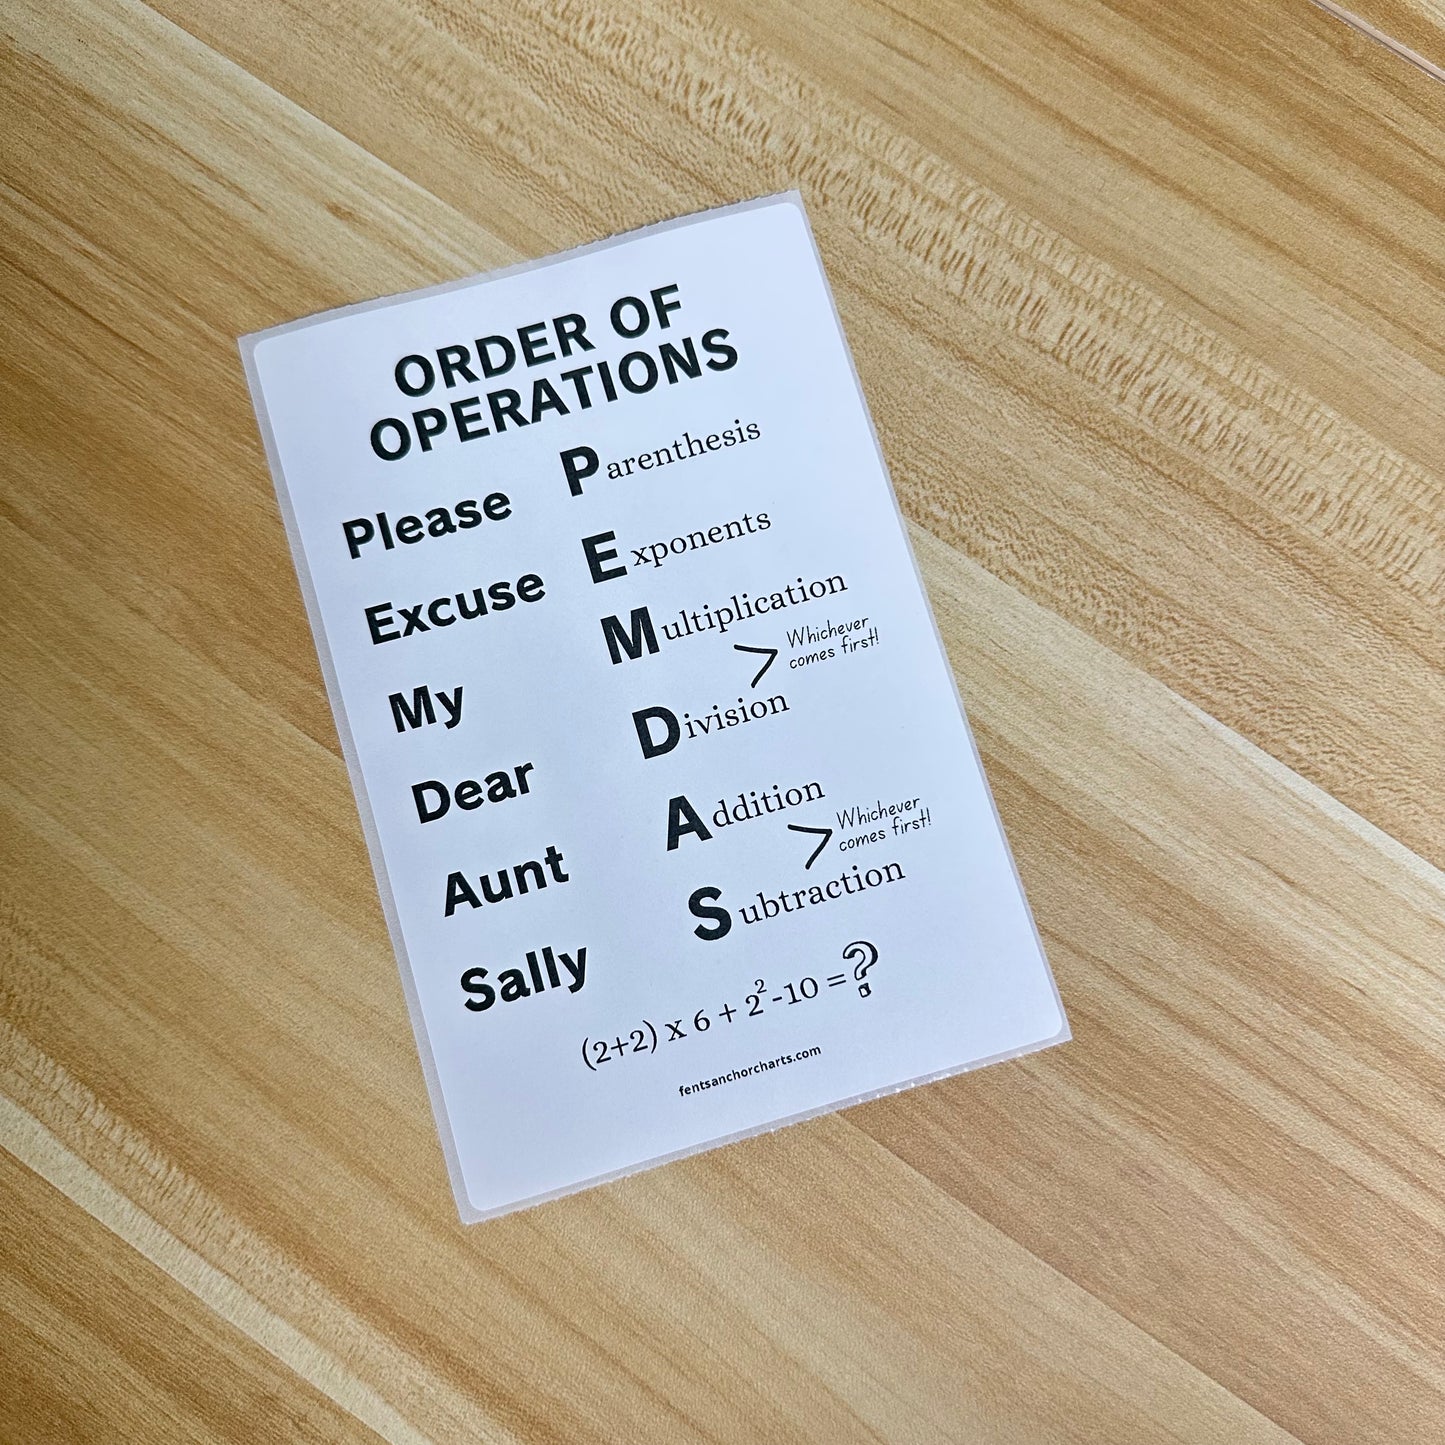 ORDER OF
OPERATIONS
Please
Excuse
My
Dear
Aunt
Sally
Parenthesis
Exponents
Multiplication
> Whichever
comes first!
Division
Addition
> Whichever
comes first!
Subtraction
(2+2) x 6 + 2²-10 =?
fentsanchorcharts.com